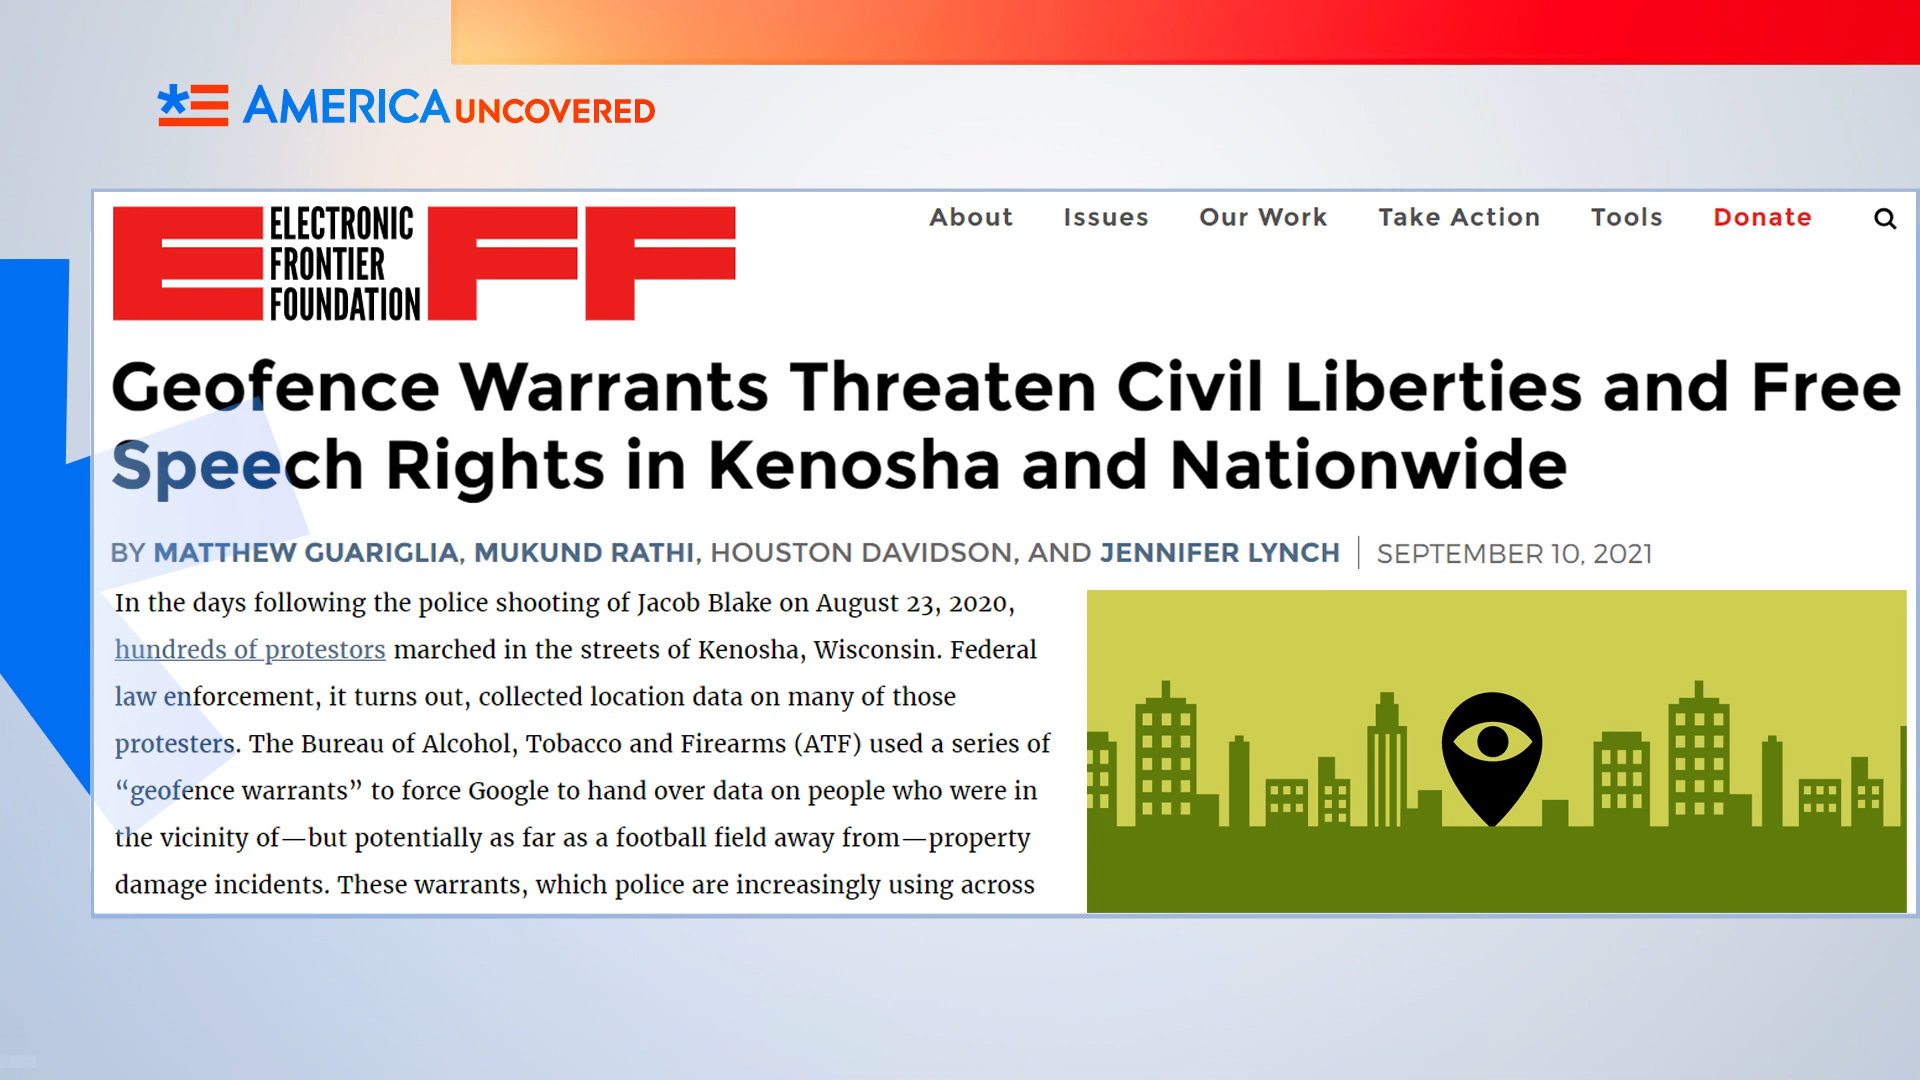 AMERICA UNCOVERED
ELECTRONIC
FRONTIER
FOUNDATION
EFF
About Issues Our Work Take Action Tools Donate
Geofence Warrants Threaten Civil Liberties and Free
Speech Rights in Kenosha and Nationwide
BY MATTHEW GUARIGLIA, MUKUND RATHI, HOUSTON DAVIDSON, AND JENNIFER LYNCH | SEPTEMBER 10, 2021
In the days following the police shooting of Jacob Blake on August 23, 2020,
hundreds of protestors marched in the streets of Kenosha, Wisconsin. Federal
law enforcement, it turns out, collected location data on many of those
protesters. The Bureau of Alcohol, Tobacco and Firearms (ATF) used a series of
“geofence warrants” to force Google to hand over data on people who were in
the vicinity of—but potentially as far as a football field away from—property
damage incidents. These warrants, which police are increasingly using across